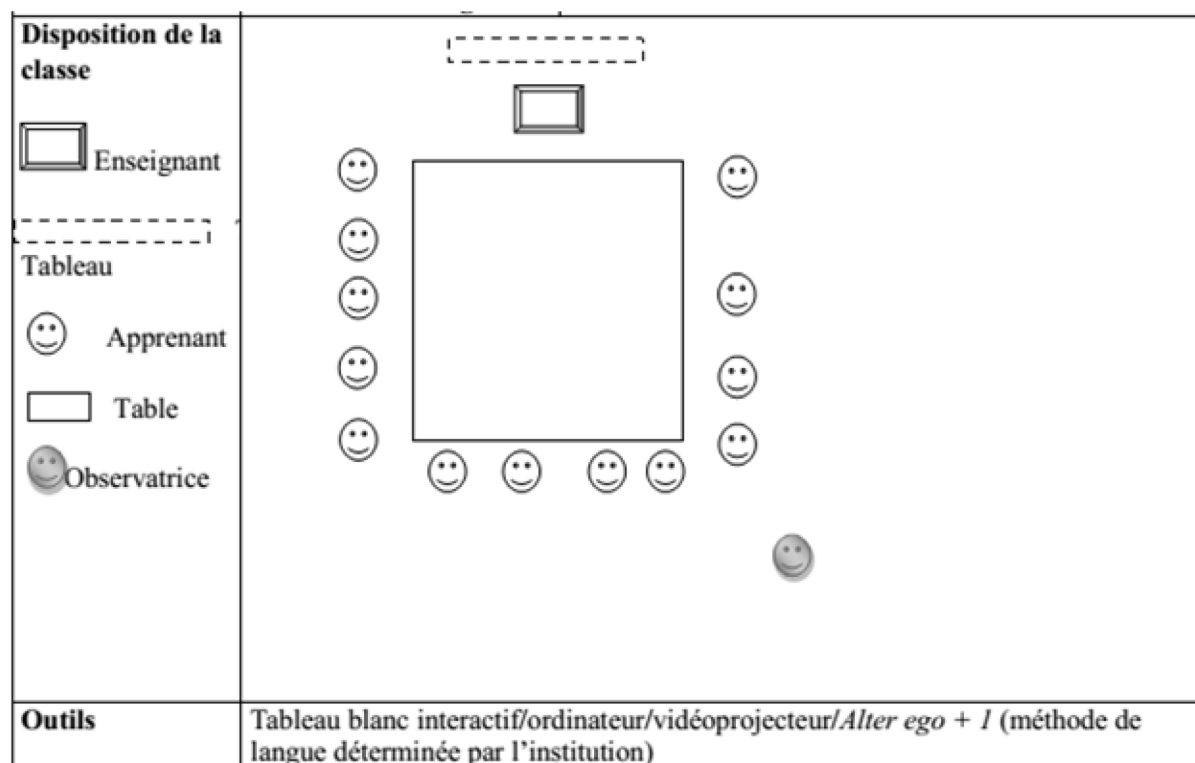 Disposition de la
classe
Enseignant
Tableau
Apprenant
Table
Observatrice
Outils
Tableau blanc interactif/ordinateur/vidéoprojecteur/Alter ego + 1 (méthode de
langue déterminée par l’institution)